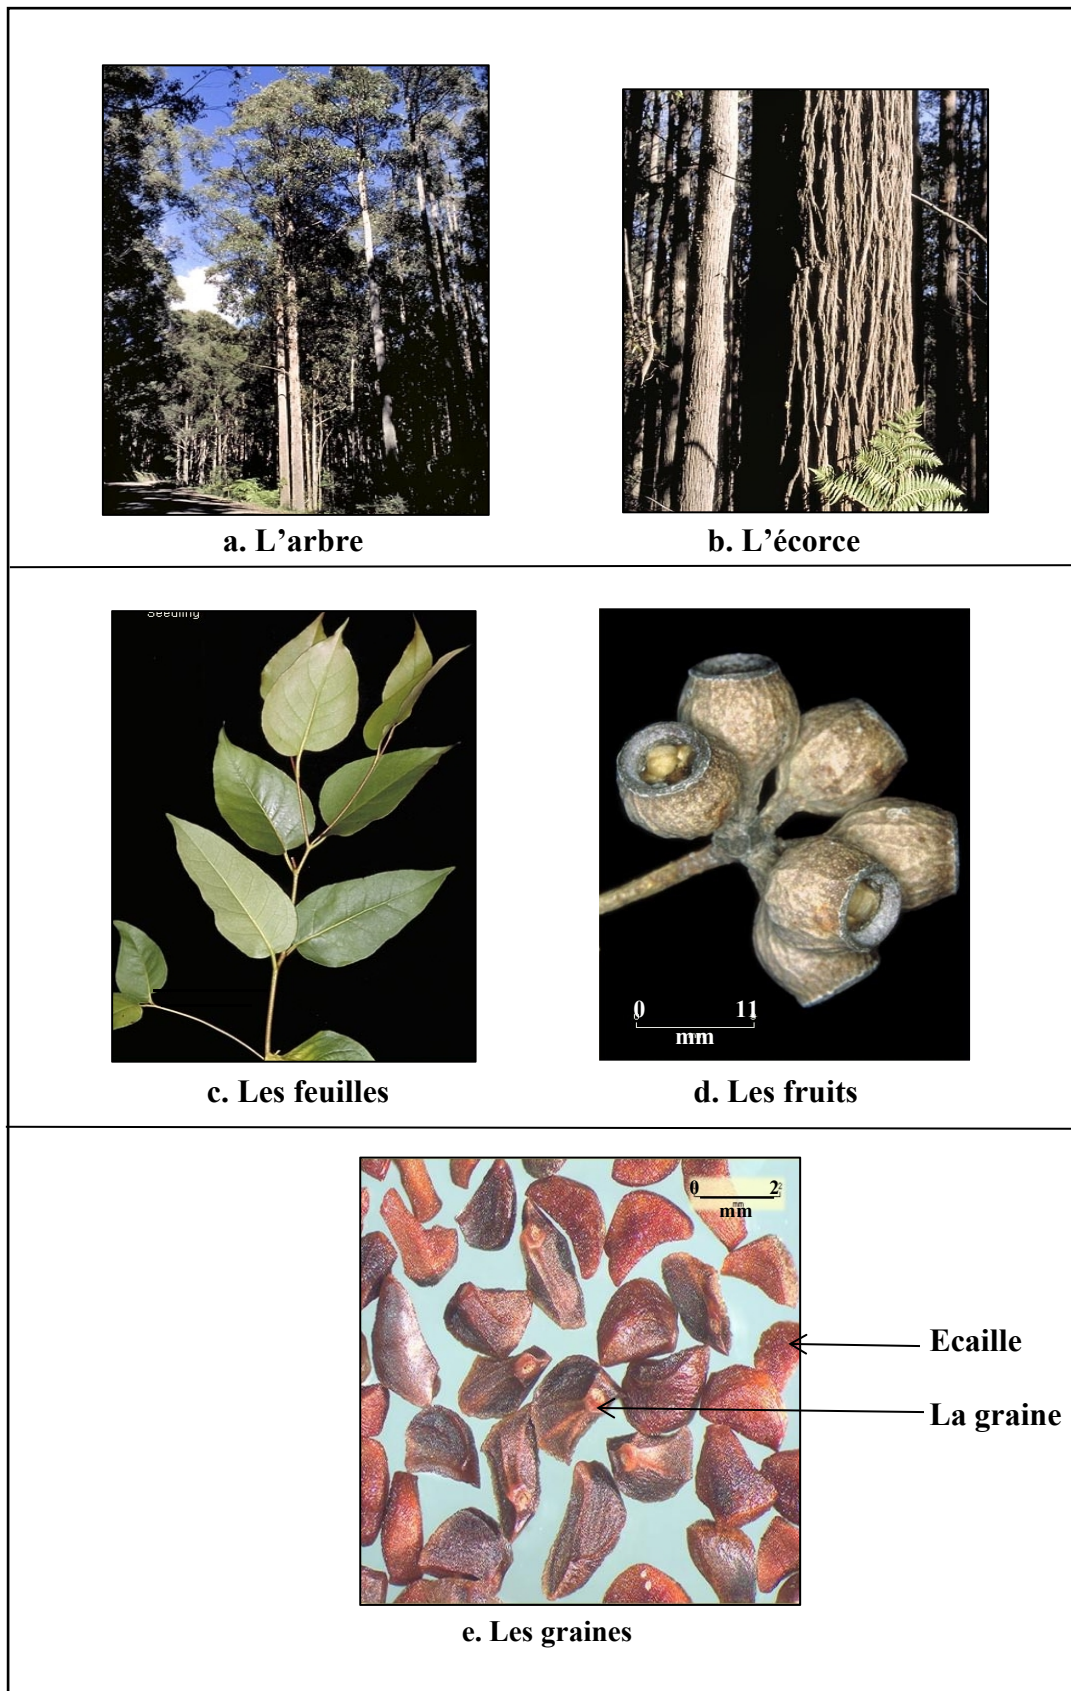 a. L’arbre
b. L’écorce
Seedling
0 11
mm
c. Les feuilles
d. Les fruits
0 2
mm
Ecaille
La graine
e. Les graines